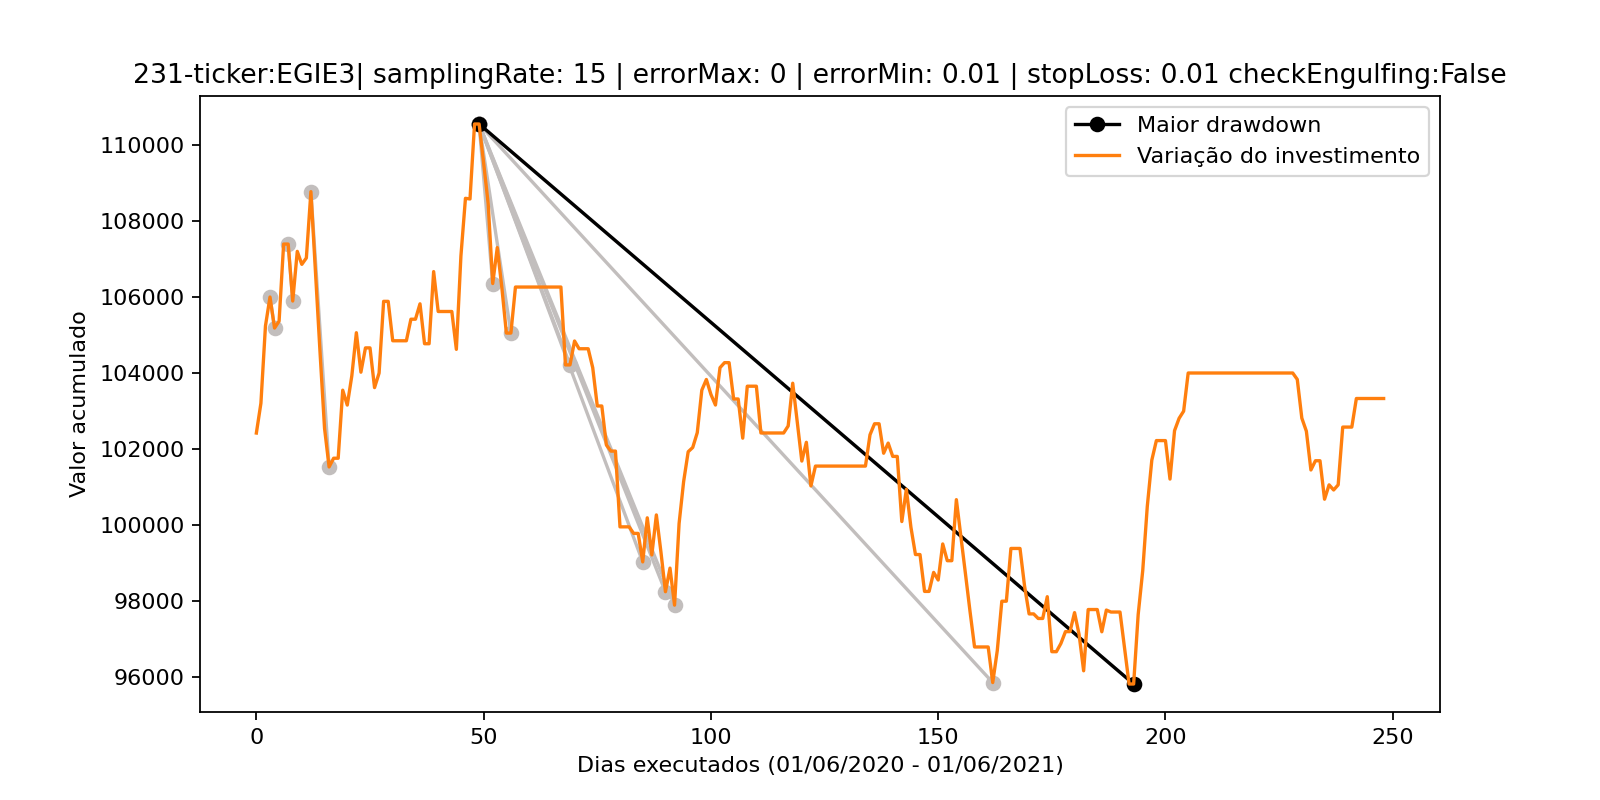 231-ticker:EGIE3| samplingRate: 15 | errorMax: 0 | errorMin: 0.01 | stopLoss: 0.01 checkEngulfing:False
Maior drawdown
Variação do investimento
Valor acumulado
110000
108000
106000
104000
102000
100000
98000
96000
0 50 100 150 200 250
Dias executados (01/06/2020 - 01/06/2021)